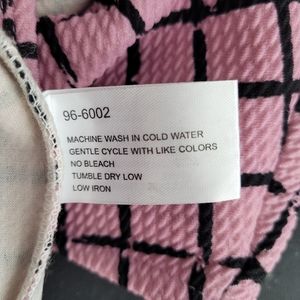 96-6002
MACHINE WASH IN COLD WATER
GENTLE CYCLE WITH LIKE COLORS
NO BLEACH
TUMBLE DRY LOW
LOW IRON